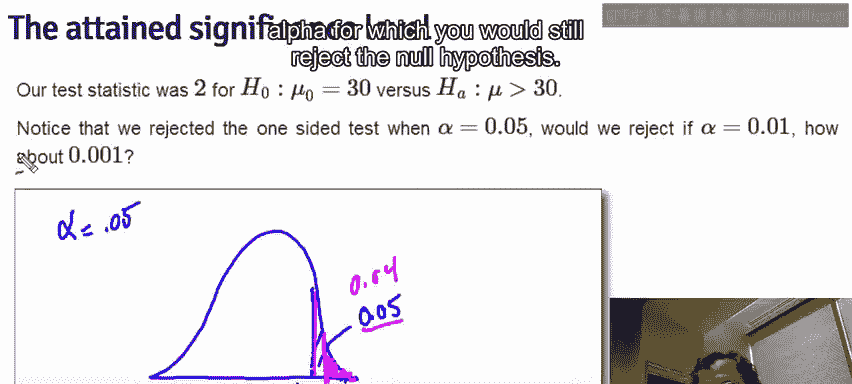 The attained significance level
alpha for which you would still
reject the null hypothesis.
Our test statistic was 2 for H₀ : μ₀ = 30 versus Hₐ : μ > 30.
Notice that we rejected the one sided test when α = 0.05, would we reject if α = 0.01, how
about 0.001?
α = .05
0.04
0.05